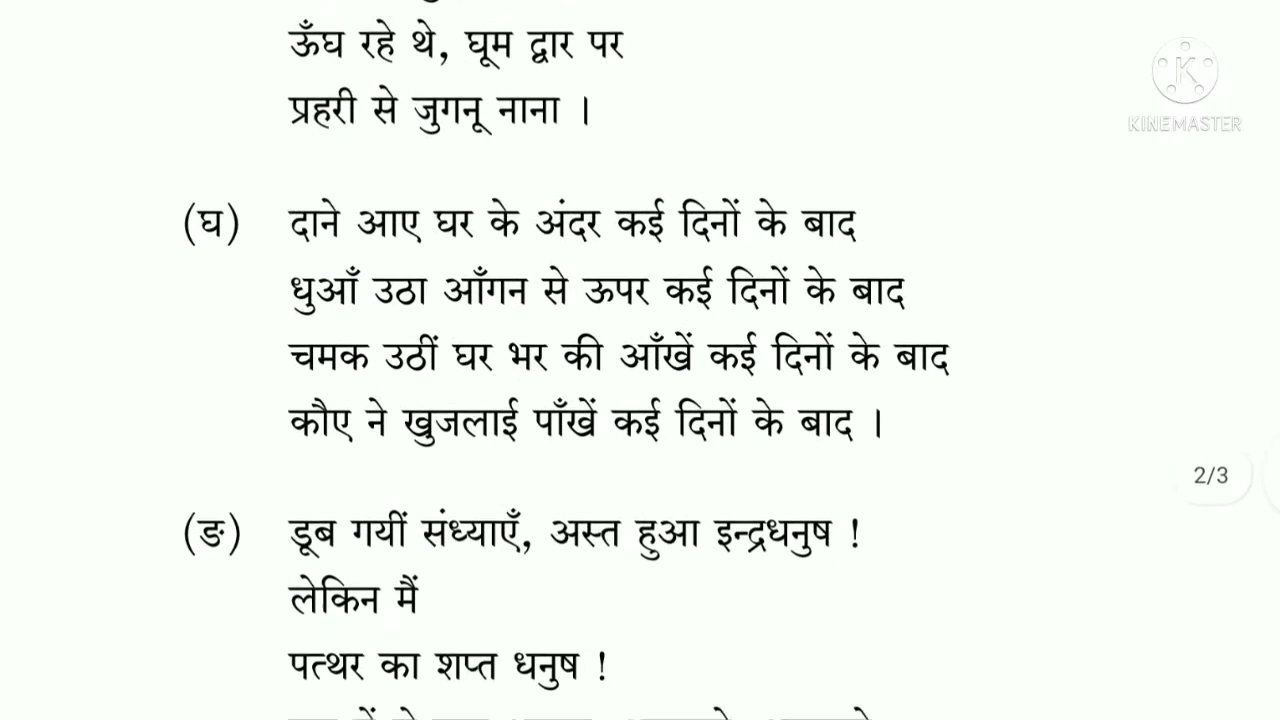 ऊँघ रहे थे, घूम द्वार पर
प्रहरी से जुगनू नाना ।
KINEMASTER
(घ) दाने आए घर के अंदर कई दिनों के बाद
धुआँ उठा आँगन से ऊपर कई दिनों के बाद
चमक उठीं घर भर की आँखें कई दिनों के बाद
कौए ने खुजलाई पाँखें कई दिनों के बाद ।
2/3
(ङ) डूब गयीं संध्याएँ, अस्त हुआ इन्द्रधनुष !
लेकिन मैं
पत्थर का शप्त धनुष !